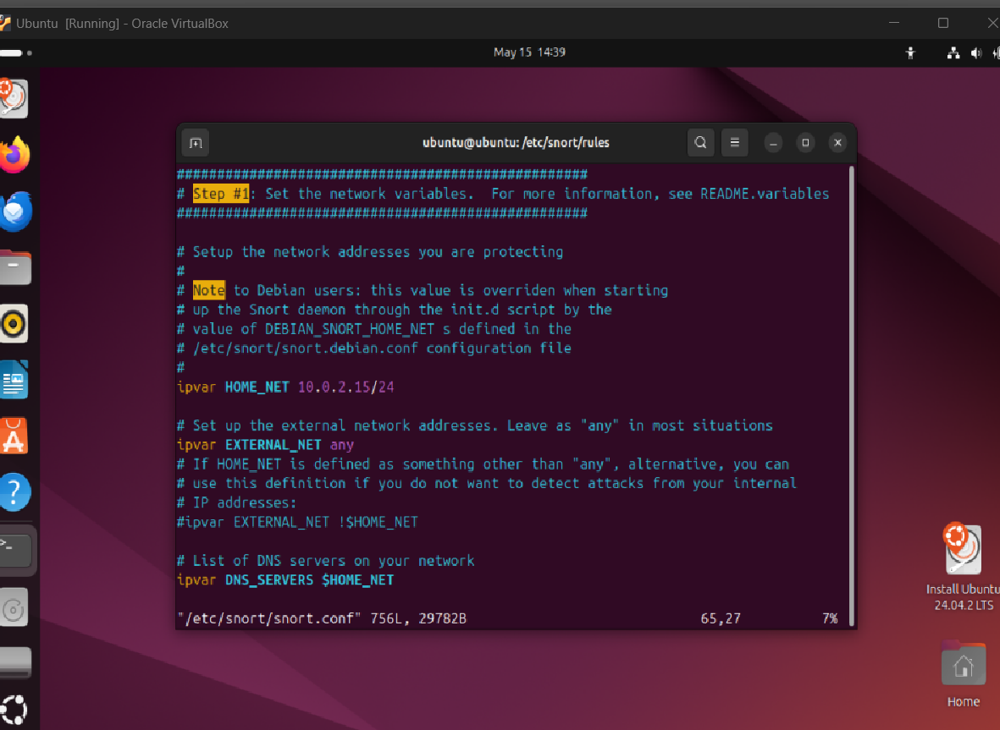 Ubuntu [Running] - Oracle VirtualBox
May 15 14:39
ubuntu@ubuntu: /etc/snort/rules
###################################################
# Step #1: Set the network variables.  For more information, see README.variables
###################################################
# Setup the network addresses you are protecting
#
# Note to Debian users: this value is overriden when starting
# up the Snort daemon through the init.d script by the
# value of DEBIAN_SNORT_HOME_NET s defined in the
# /etc/snort/snort.debian.conf configuration file
#
ipvar HOME_NET 10.0.2.15/24
# Set up the external network addresses. Leave as "any" in most situations
ipvar EXTERNAL_NET any
# If HOME_NET is defined as something other than "any", alternative, you can
# use this definition if you do not want to detect attacks from your internal
# IP addresses:
#ipvar EXTERNAL_NET !$HOME_NET
# List of DNS servers on your network
ipvar DNS_SERVERS $HOME_NET
"/etc/snort/snort.conf" 756L, 29782B 65,27 7%
Install Ubuntu
24.04.2 LTS
Home